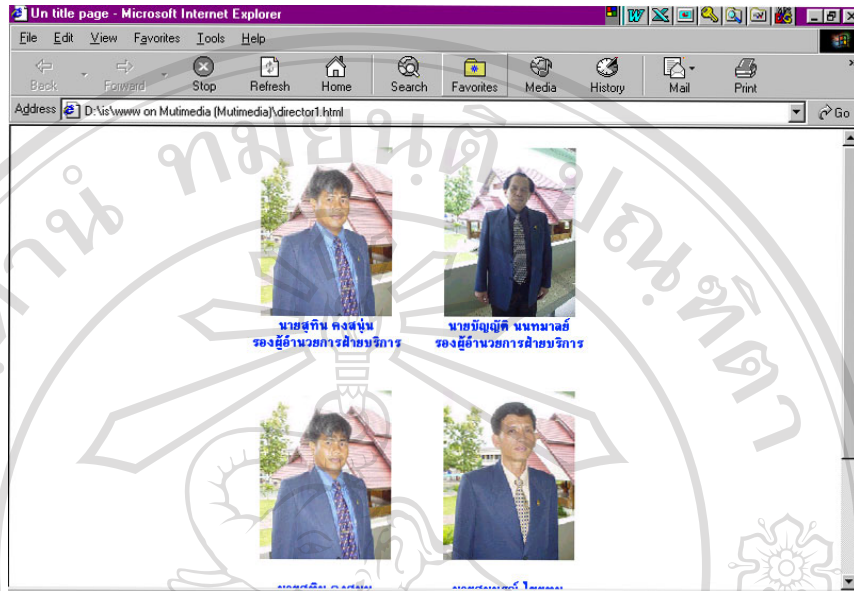 Un title page - Microsoft Internet Explorer
File Edit View Favorites Tools Help
Back Forward Stop Refresh Home Search Favorites Media History Mail Print
Address D:\is\www on Mutimedia (Mutimedia)\director1.html Go
นายสุทิน คงสนุ่น
รองผู้อำนวยการฝ่ายบริการ
นายบัญญัติ นนทมาลย์
รองผู้อำนวยการฝ่ายบริการ